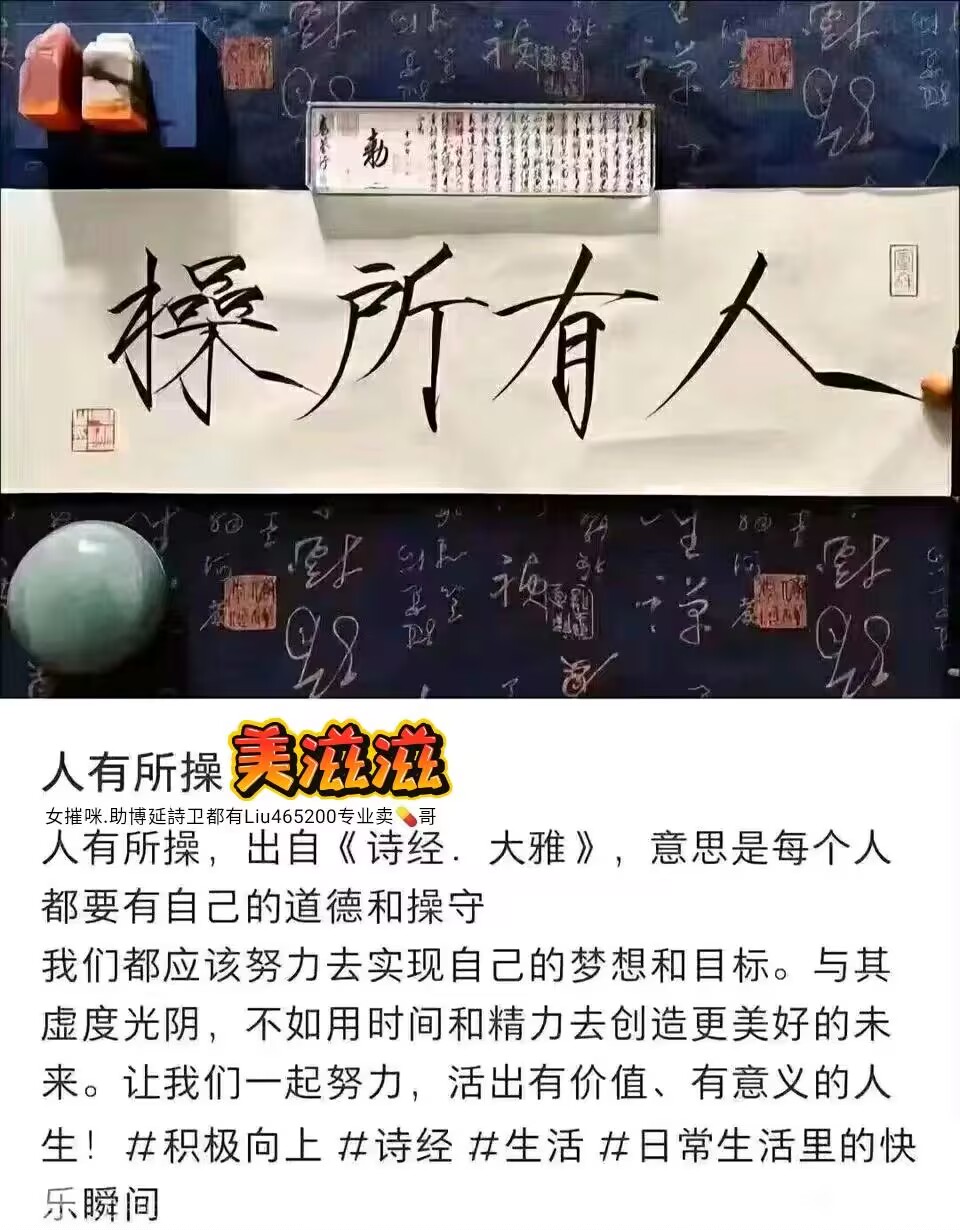 操所有人
勅
人有所操 美滋滋
女摧咪.助博延詩卫都有Liu465200专业卖💊哥
人有所操，出自《诗经．大雅》，意思是每个人
都要有自己的道德和操守
我们都应该努力去实现自己的梦想和目标。与其
虚度光阴，不如用时间和精力去创造更美好的未
来。让我们一起努力，活出有价值、有意义的人
生！#积极向上 #诗经 #生活 #日常生活里的快
乐瞬间